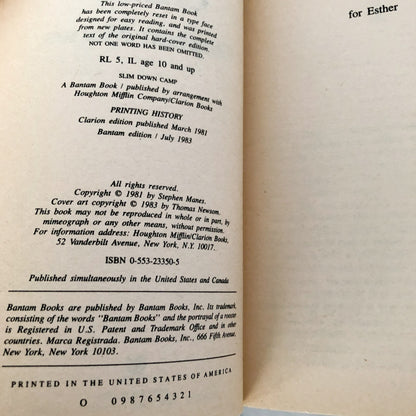 This low-priced Bantam Book
has been completely reset in a type face
designed for easy reading, and was printed
from new plates. It contains the complete
text of the original hard-cover edition.
NOT ONE WORD HAS BEEN OMITTED.
RL 5, IL age 10 and up
SLIM DOWN CAMP
A Bantam Book / published by arrangement with
Houghton Mifflin Company/Clarion Books
PRINTING HISTORY
Clarion edition published March 1981
Bantam edition / July 1983
All rights reserved.
Copyright © 1981 by Stephen Manes.
Cover art copyright © 1983 by Thomas Newsom.
This book may not be reproduced in whole or in part, by
mimeograph or any other means, without permission.
For information address: Houghton Mifflin/Clarion Books,
52 Vanderbilt Avenue, New York, N.Y. 10017.
ISBN 0-553-23350-5
Published simultaneously in the United States and Canada
Bantam Books are published by Bantam Books, Inc. Its trademark,
consisting of the words "Bantam Books" and the portrayal of a rooster
is Registered in U.S. Patent and Trademark Office and in other
countries. Marca Registrada. Bantam Books, Inc., 666 Fifth Avenue,
New York, New York 10103.
PRINTED IN THE UNITED STATES OF AMERICA
O 0987654321
for Esther